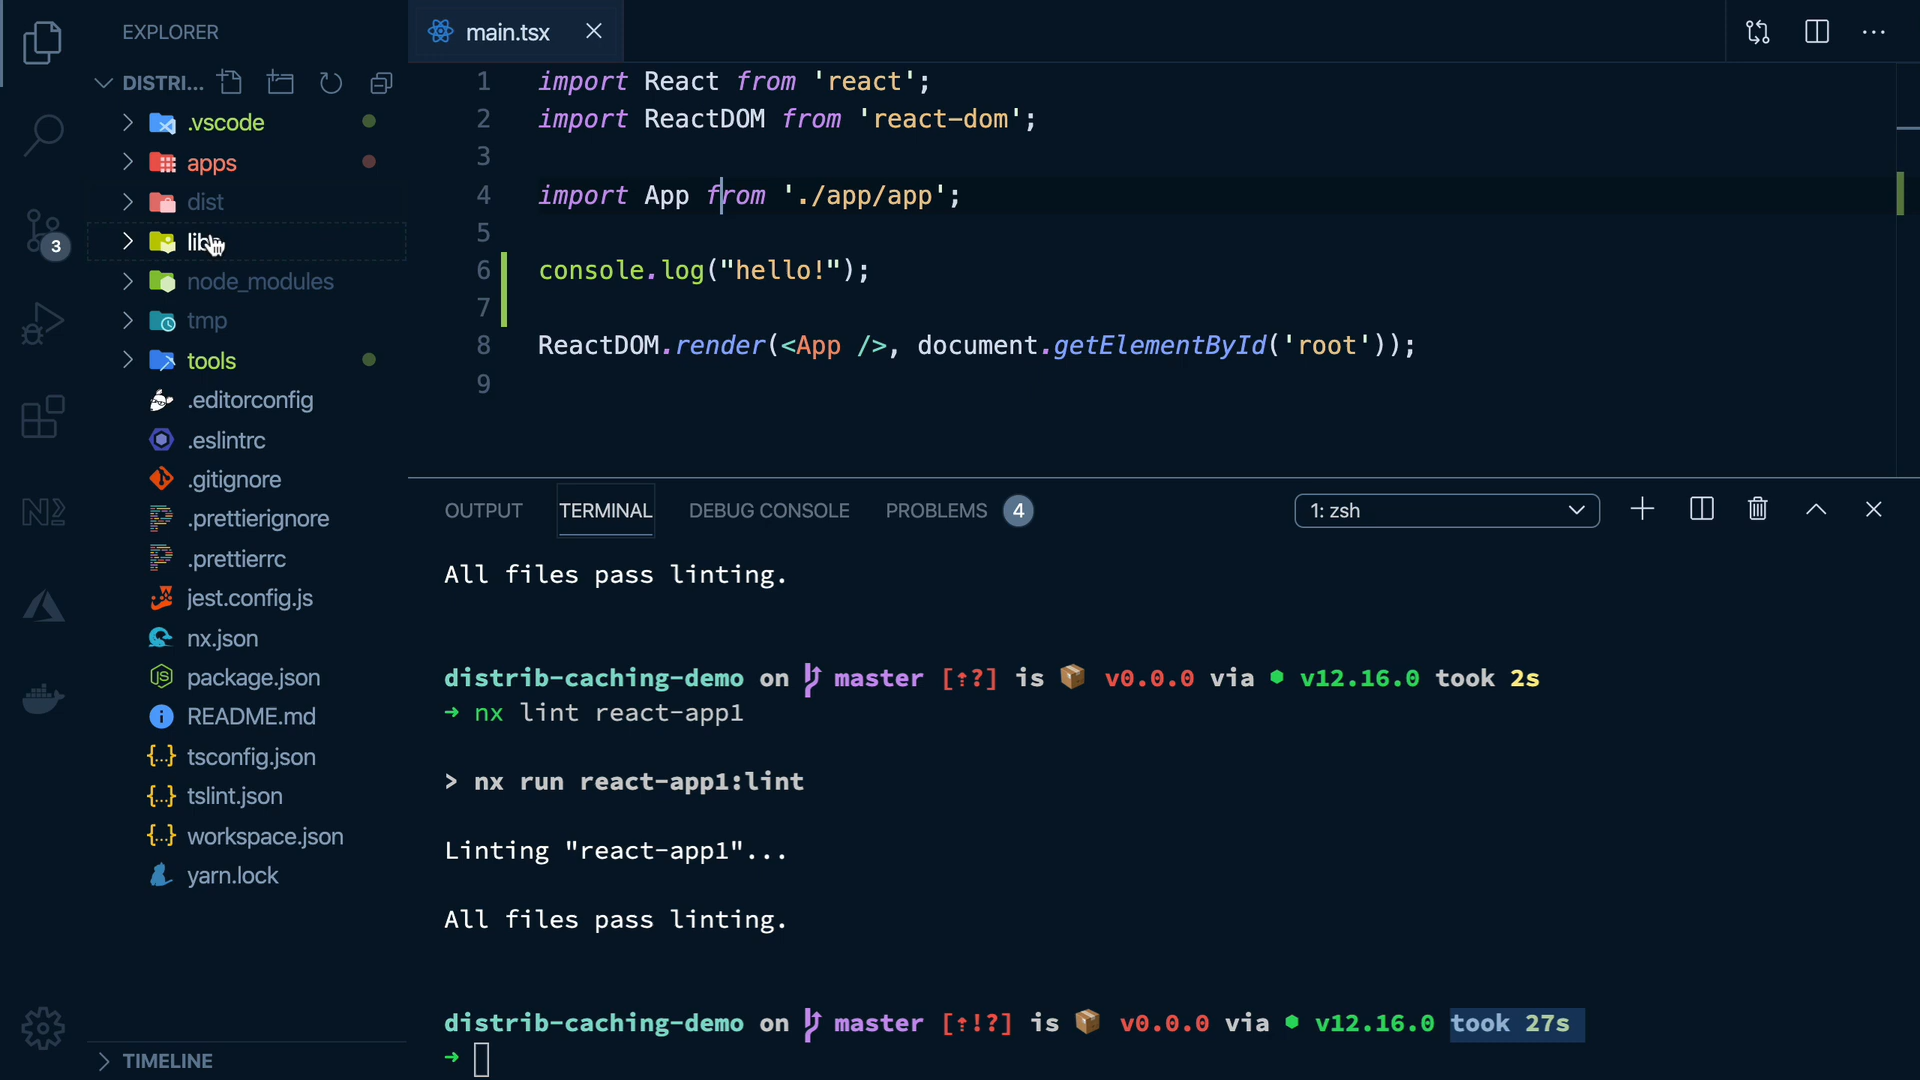 EXPLORER
DISTRI...
.vscode
apps
dist
node_modules
tmp
tools
.editorconfig
.eslintrc
.gitignore
.prettierignore
.prettierrc
jest.config.js
nx.json
package.json
README.md
tsconfig.json
tslint.json
workspace.json
yarn.lock
TIMELINE
3
main.tsx
1 import React from 'react';
2 import ReactDOM from 'react-dom';
3
4 import App from './app/app';
5
6 console.log("hello!");
7
8 ReactDOM.render(<App />, document.getElementById('root'));
9
OUTPUT TERMINAL DEBUG CONSOLE PROBLEMS 4 1: zsh
All files pass linting.
distrib-caching-demo on master [⇡?] is 📦 v0.0.0 via ⬢ v12.16.0 took 2s
➜ nx lint react-app1
> nx run react-app1:lint
Linting "react-app1"...
All files pass linting.
distrib-caching-demo on master [⇡!?] is 📦 v0.0.0 via ⬢ v12.16.0 took 27s
➜